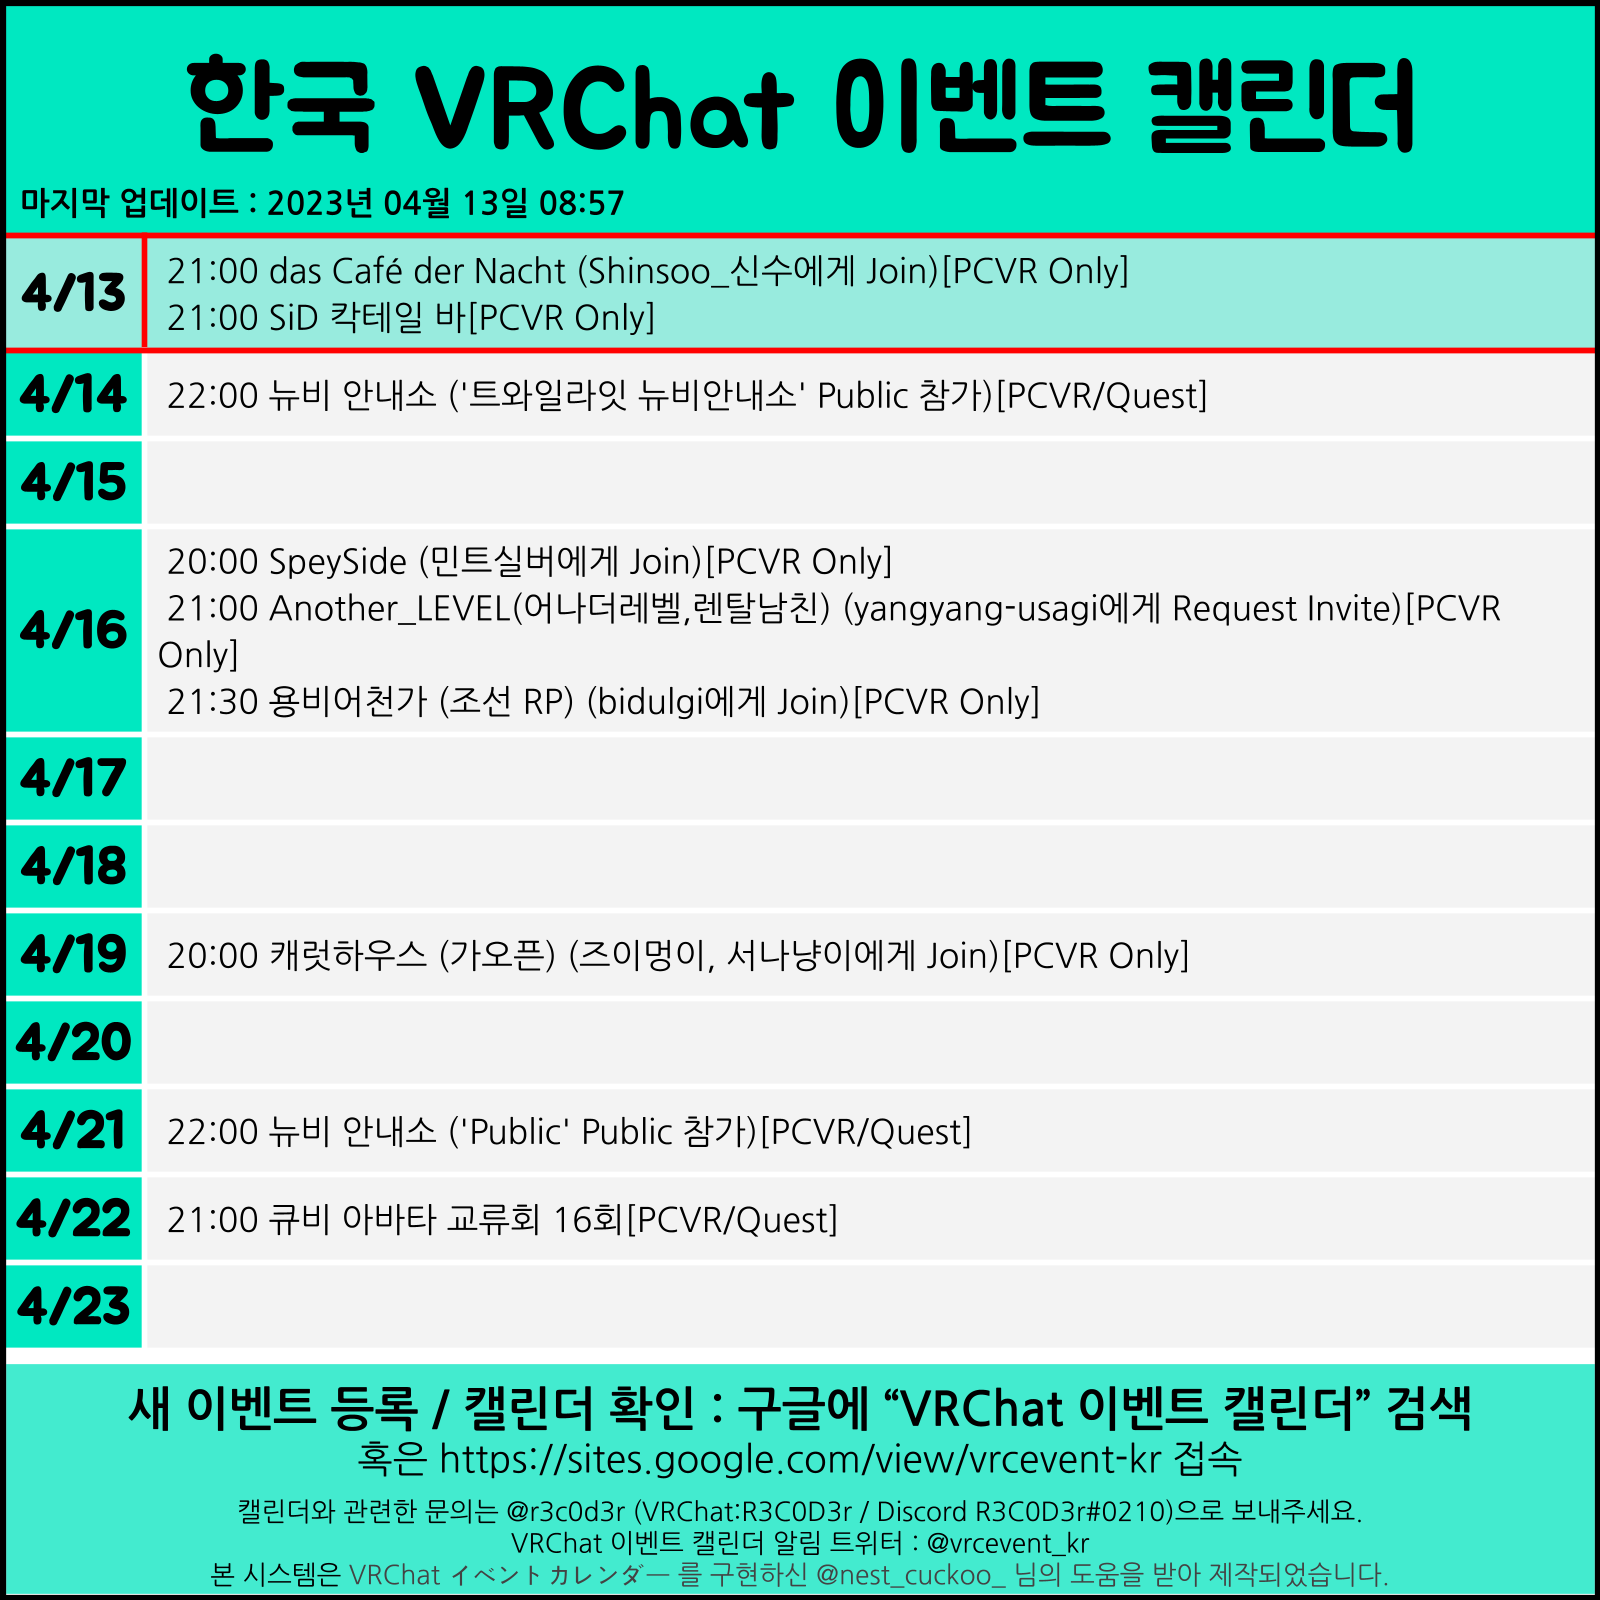 한국 VRChat 이벤트 캘린더
마지막 업데이트 : 2023년 04월 13일 08:57
4/13
21:00 das Café der Nacht (Shinsoo_신수에게 Join)[PCVR Only]
21:00 SiD 칵테일 바[PCVR Only]
4/14
22:00 뉴비 안내소 ('트와일라잇 뉴비안내소' Public 참가)[PCVR/Quest]
4/15
4/16
20:00 SpeySide (민트실버에게 Join)[PCVR Only]
21:00 Another_LEVEL(어나더레벨,렌탈남친) (yangyang-usagi에게 Request Invite)[PCVR
Only]
21:30 용비어천가 (조선 RP) (bidulgi에게 Join)[PCVR Only]
4/17
4/18
4/19
20:00 캐럿하우스 (가오픈) (즈이멍이, 서나냥이에게 Join)[PCVR Only]
4/20
4/21
22:00 뉴비 안내소 ('Public' Public 참가)[PCVR/Quest]
4/22
21:00 큐비 아바타 교류회 16회[PCVR/Quest]
4/23
새 이벤트 등록 / 캘린더 확인 : 구글에 “VRChat 이벤트 캘린더” 검색
혹은 https://sites.google.com/view/vrcevent-kr 접속
캘린더와 관련한 문의는 @r3c0d3r (VRChat:R3C0D3r / Discord R3C0D3r#0210)으로 보내주세요.
VRChat 이벤트 캘린더 알림 트위터 : @vrcevent_kr
본 시스템은 VRChat イベントカレンダー 를 구현하신 @nest_cuckoo_ 님의 도움을 받아 제작되었습니다.